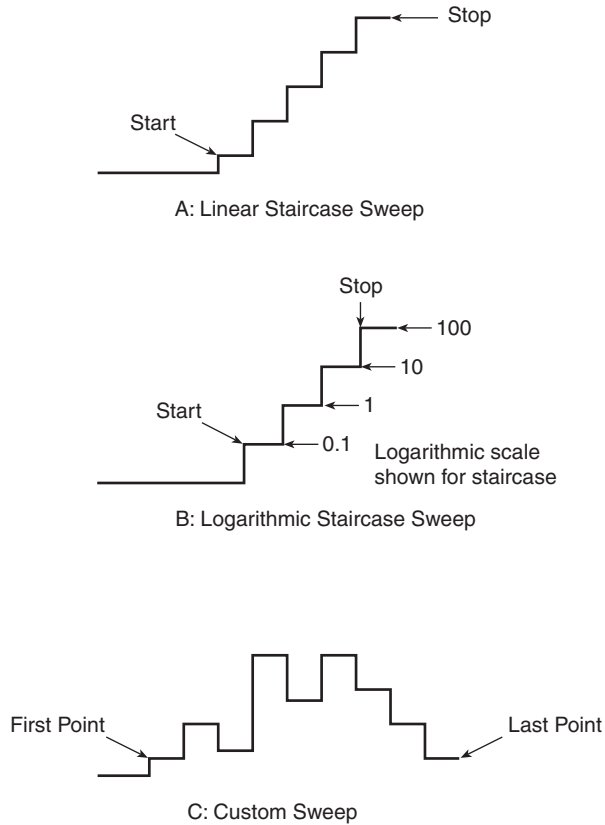 Stop
Start
A: Linear Staircase Sweep
Stop
100
10
1
Start
0.1
Logarithmic scale
shown for staircase
B: Logarithmic Staircase Sweep
First Point
Last Point
C: Custom Sweep